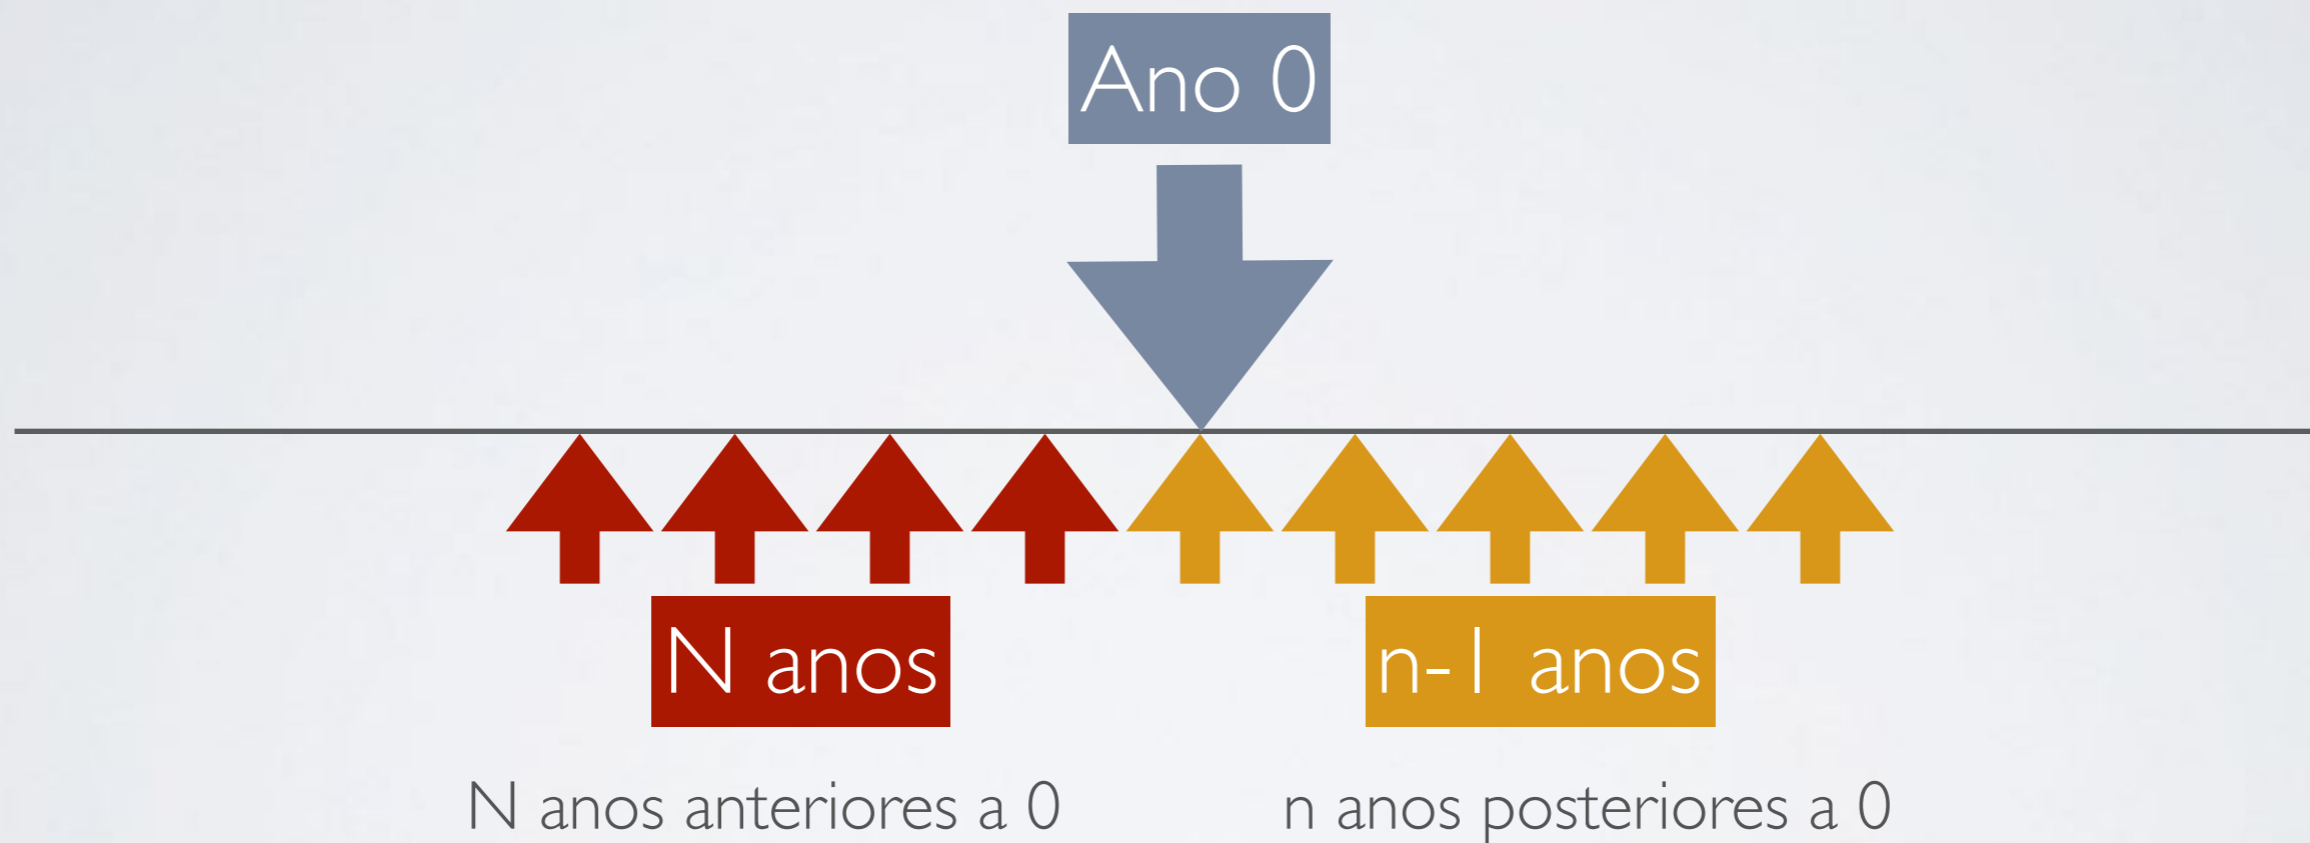 Ano 0
N anos
n-1 anos
N anos anteriores a 0
n anos posteriores a 0